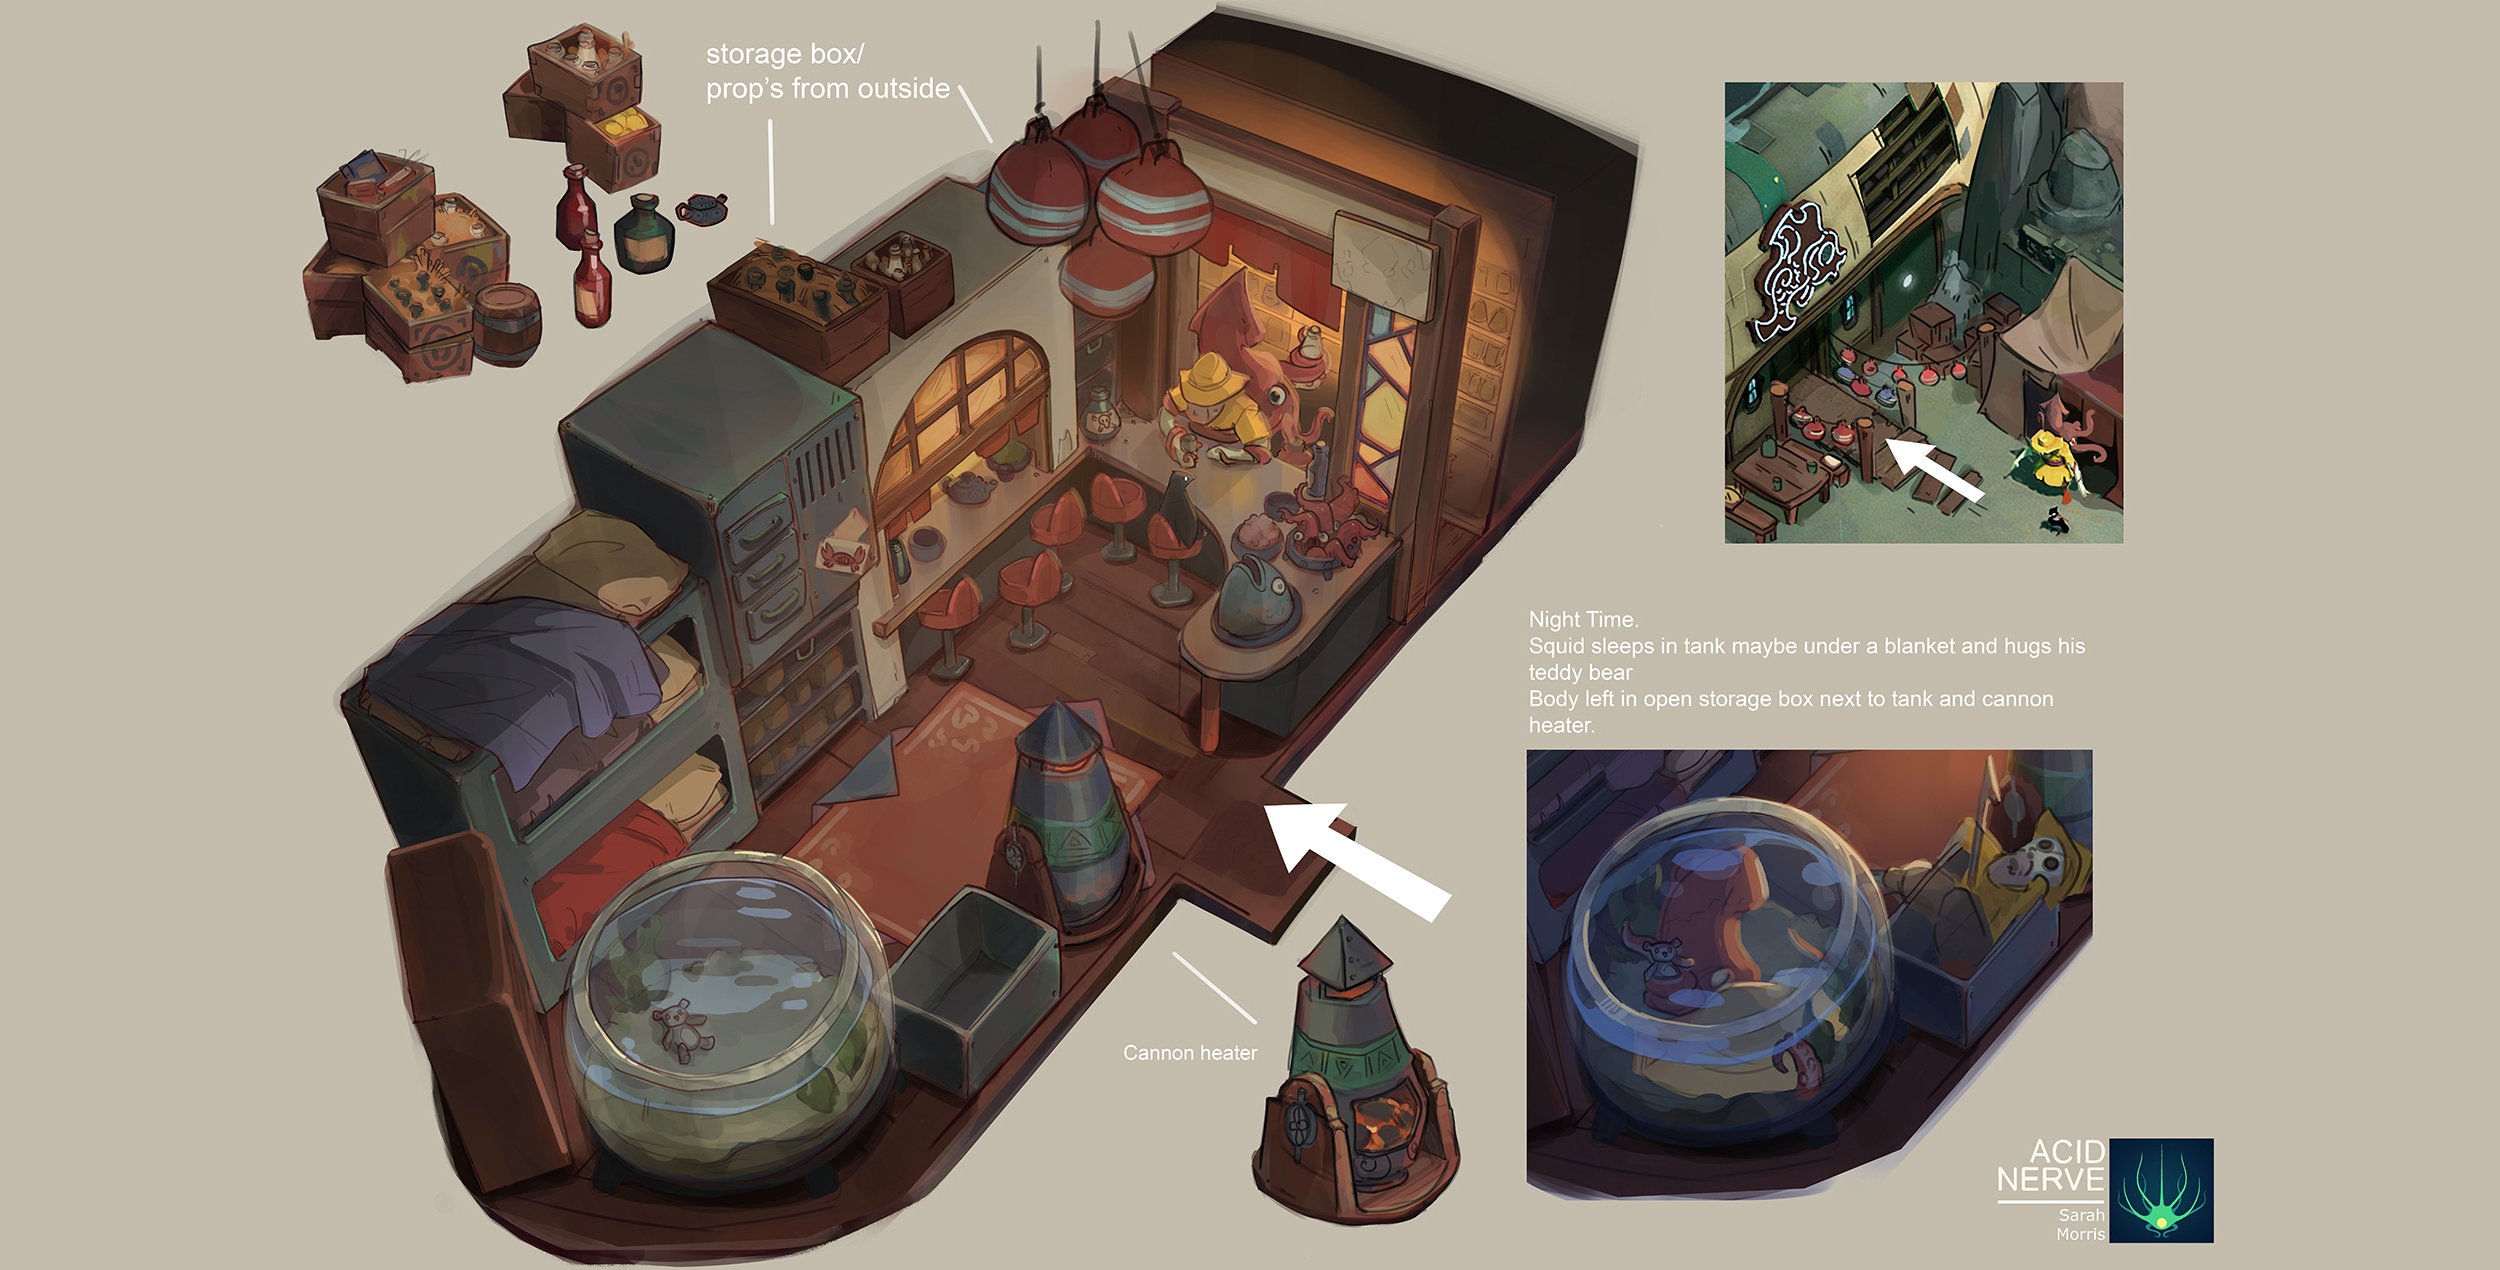 storage box/
prop's from outside
Night Time.
Squid sleeps in tank maybe under a blanket and hugs his
teddy bear
Body left in open storage box next to tank and cannon
heater.
Cannon heater
ACID
NERVE
Sarah
Morris